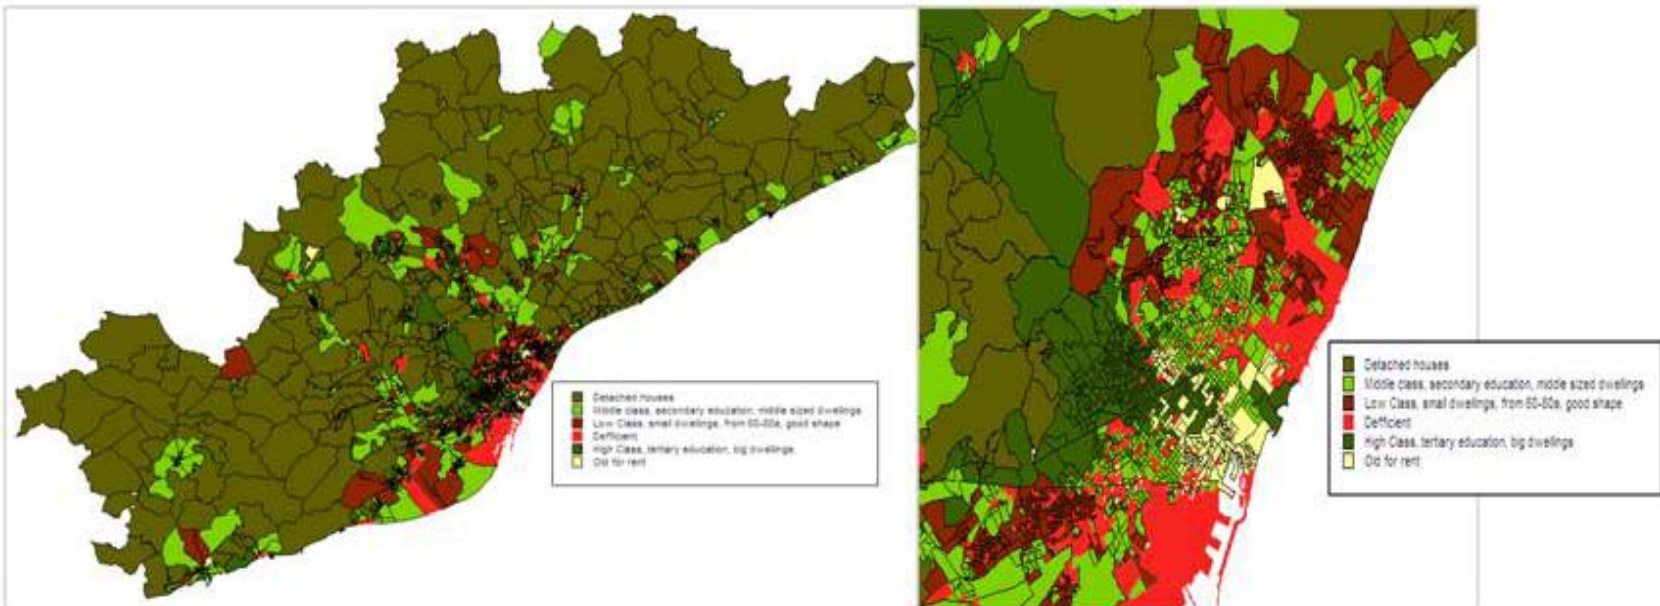 Detached houses
Middle class, secondary education, middle sized dwellings
Low Class, small dwellings, from 60-80s, good shape
Defficient
High Class, tertiary education, big dwellings
Old for rent
Detached houses
Middle class, secondary education, middle sized dwellings
Low Class, small dwellings, from 60-80s, good shape
Defficient
High Class, tertiary education, big dwellings
Old for rent